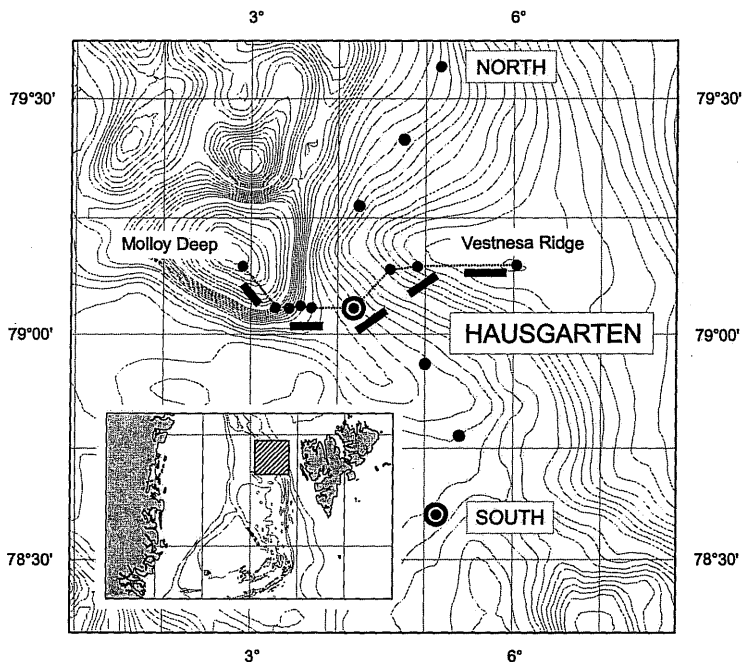 3°
6°
NORTH
79°30'
79°30'
Molloy Deep
Vestnesa Ridge
79°00'
HAUSGARTEN
79°00'
SOUTH
78°30'
78°30'
3°
6°